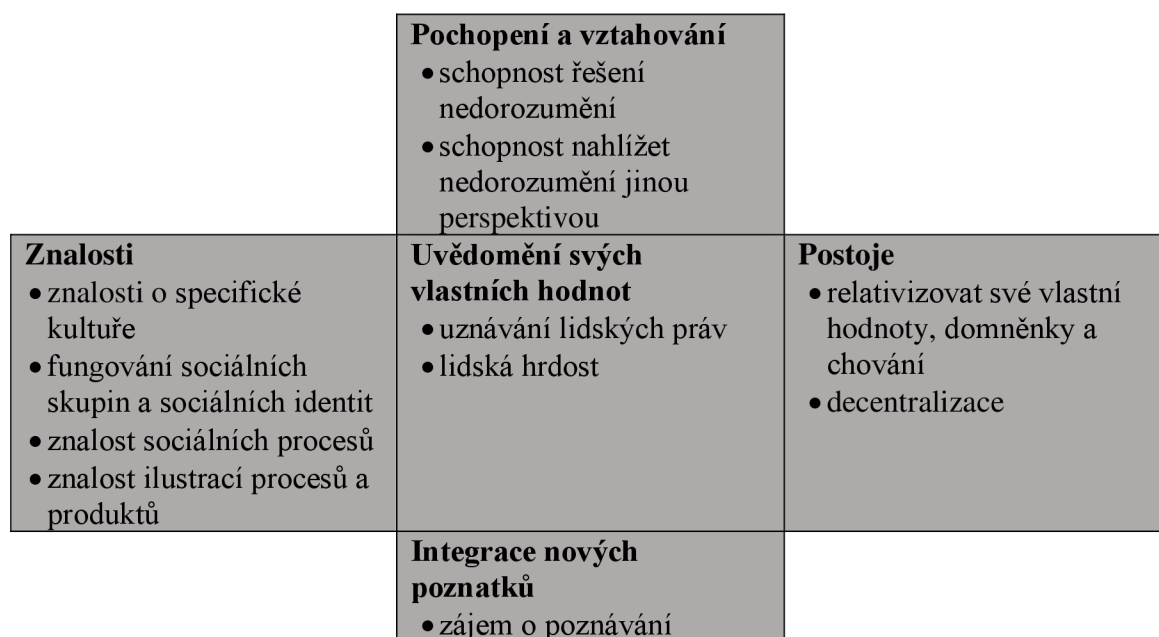 Pochopení a vztahování
• schopnost řešení
nedorozumění
• schopnost nahlížet
nedorozumění jinou
perspektivou
Znalosti
• znalosti o specifické
kultuře
• fungování sociálních
skupin a sociálních identit
• znalost sociálních procesů
• znalost ilustrací procesů a
produktů
Uvědomění svých
vlastních hodnot
• uznávání lidských práv
• lidská hrdost
Postoje
• relativizovat své vlastní
hodnoty, domněnky a
chování
• decentralizace
Integrace nových
poznatků
• zájem o poznávání